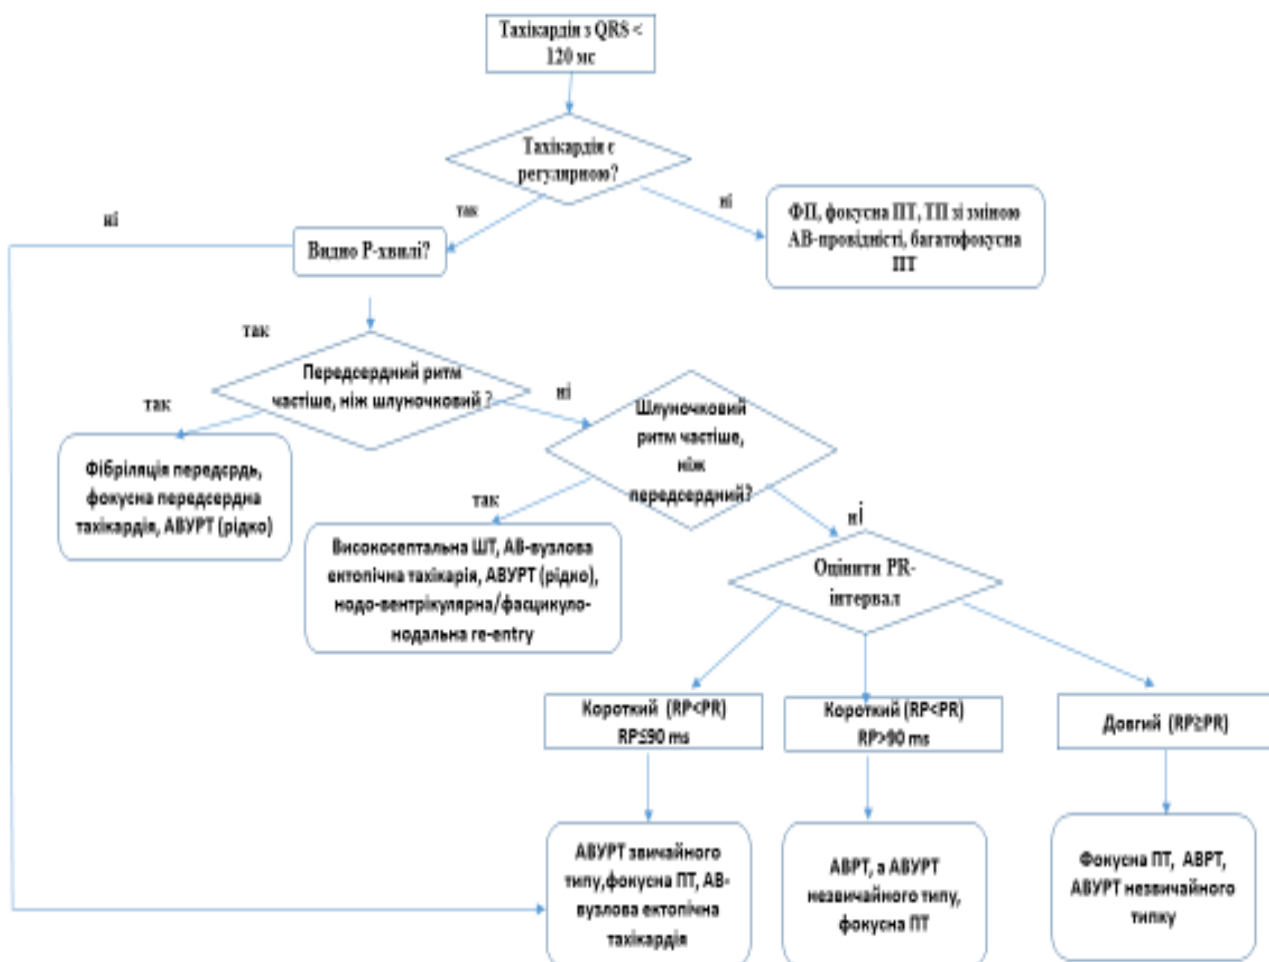 Тахікардія з QRS <
120 мс
Тахікардія є
регулярною?
ні
так
ні
ФП, фокусна ПТ, ТП зі зміною
АВ-провідності, багатофокусна
ПТ
Видно Р-хвилі?
так
Передсердний ритм
частіше, ніж шлуночковий ?
ні
так
Шлуночковий
ритм частіше,
ніж
передсердний?
Фібріляція передсрдь,
фокусна передсердна
тахікардія, АВУРТ (рідко)
так
ні
Високосептальна ШТ, АВ-вузлова
ектопічна тахікарія, АВУРТ (рідко),
нодо-вентрікулярна/фасцикуло-
нодальна re-entry
Оцінити PR-
інтервал
Короткий (RP<PR)
RP≤90 ms
Короткий (RP<PR)
RP>90 ms
Довгий (RP≥PR)
АВУРТ звичайного
типу,фокусна ПТ, АВ-
вузлова ектопічна
тахікардія
АВРТ, а АВУРТ
незвичайного типу,
фокусна ПТ
Фокусна ПТ, АВРТ,
АВУРТ незвичайного
типку